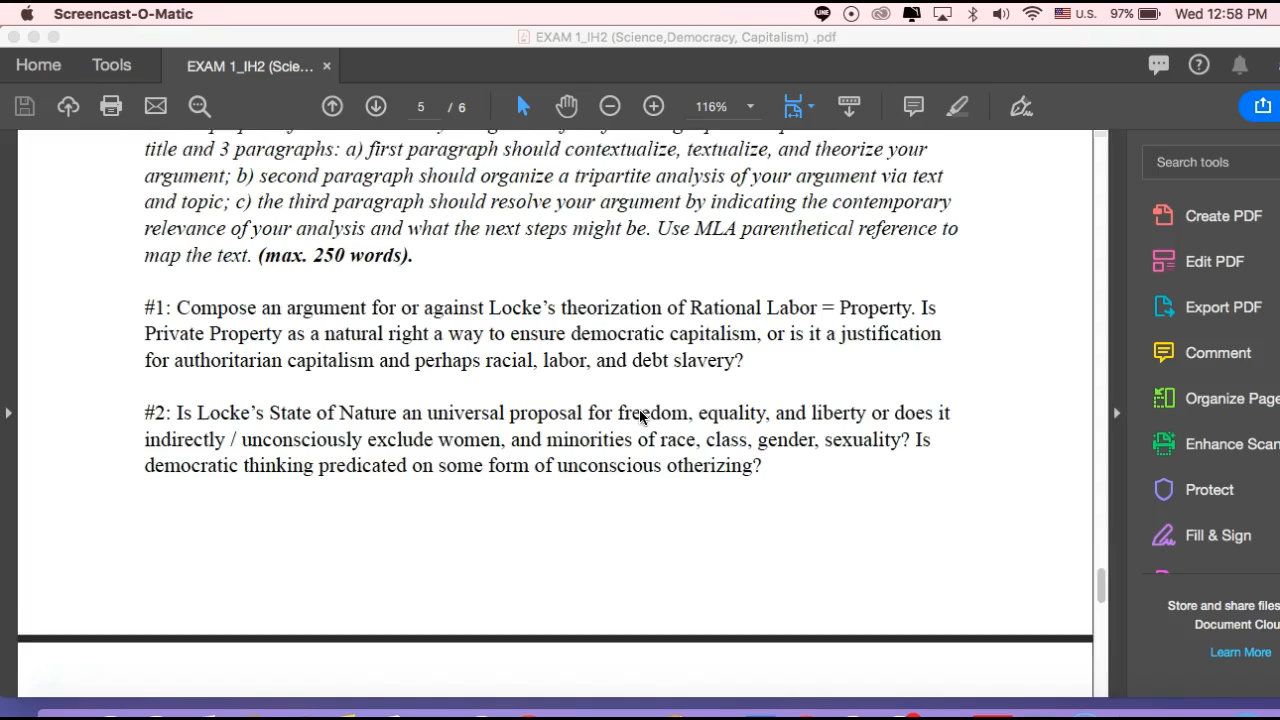 Screencast-O-Matic
LINE
U.S. 97% Wed 12:58 PM
EXAM 1_IH2 (Science,Democracy, Capitalism) .pdf
Home Tools EXAM 1_IH2 (Scie... ×
5 / 6 116%
title and 3 paragraphs: a) first paragraph should contextualize, textualize, and theorize your
argument; b) second paragraph should organize a tripartite analysis of your argument via text
and topic; c) the third paragraph should resolve your argument by indicating the contemporary
relevance of your analysis and what the next steps might be. Use MLA parenthetical reference to
map the text. (max. 250 words).
#1: Compose an argument for or against Locke’s theorization of Rational Labor = Property. Is
Private Property as a natural right a way to ensure democratic capitalism, or is it a justification
for authoritarian capitalism and perhaps racial, labor, and debt slavery?
#2: Is Locke’s State of Nature an universal proposal for freedom, equality, and liberty or does it
indirectly / unconsciously exclude women, and minorities of race, class, gender, sexuality? Is
democratic thinking predicated on some form of unconscious otherizing?
Search tools
Create PDF
Edit PDF
Export PDF
Comment
Organize Page
Enhance Scan
Protect
Fill & Sign
Store and share files
Document Clou
Learn More